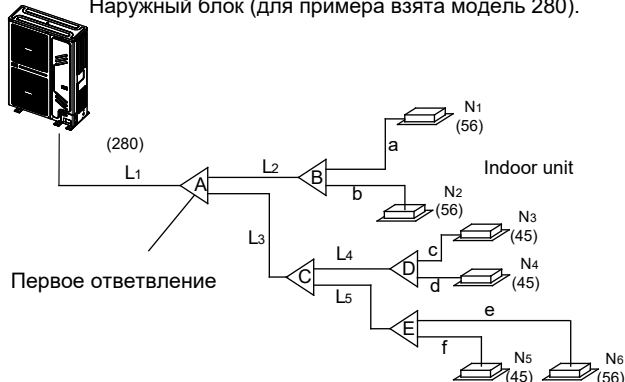 Наружный блок (для примера взята модель 280).
(280)
L1
L2
L3
L4
L5
A
B
C
D
E
a
b
c
d
e
f
N1
(56)
Indoor unit
N2
(56)
N3
(45)
N4
(45)
Первое ответвление
N5
(45)
N6
(56)